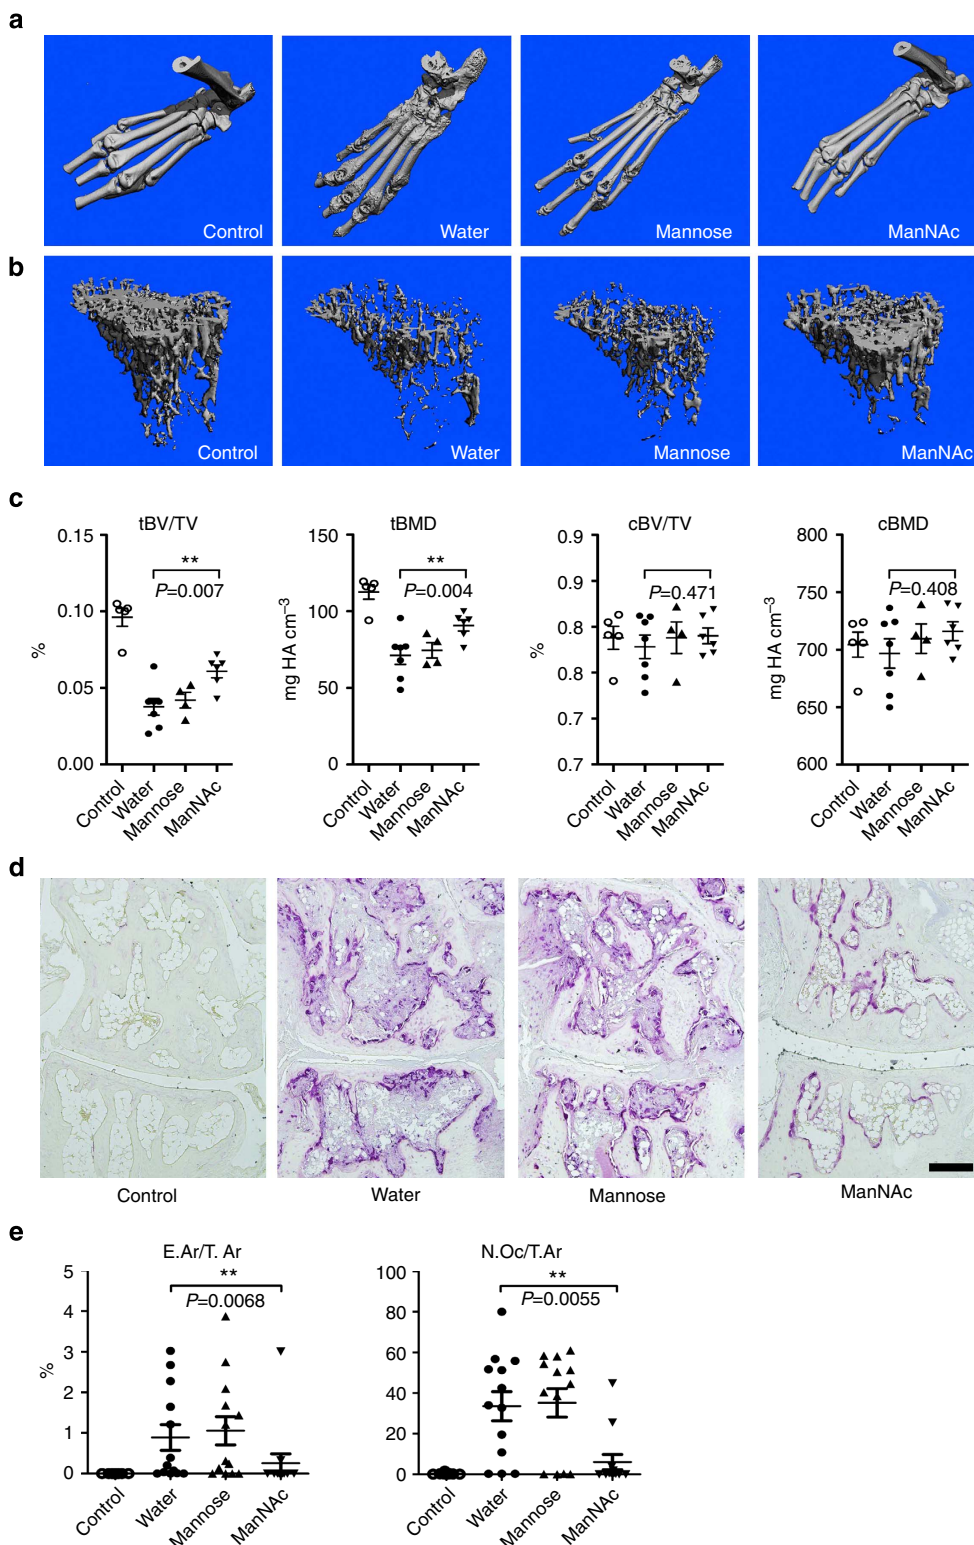 a
Control
Water
Mannose
ManNAc
b
Control
Water
Mannose
ManNAc
c
tBV/TV
0.15
0.10
0.05
0.00
%
**
P=0.007
Control
Water
Mannose
ManNAc
tBMD
150
100
50
0
mg HA cm⁻³
**
P=0.004
Control
Water
Mannose
ManNAc
cBV/TV
0.9
0.9
0.8
0.8
0.7
0.7
%
P=0.471
Control
Water
Mannose
ManNAc
cBMD
800
750
700
650
600
mg HA cm⁻³
P=0.408
Control
Water
Mannose
ManNAc
d
Control
Water
Mannose
ManNAc
e
E.Ar/T. Ar
5
4
3
2
1
0
%
**
P=0.0068
Control
Water
Mannose
ManNAc
N.Oc/T.Ar
100
80
60
40
20
0
**
P=0.0055
Control
Water
Mannose
ManNAc